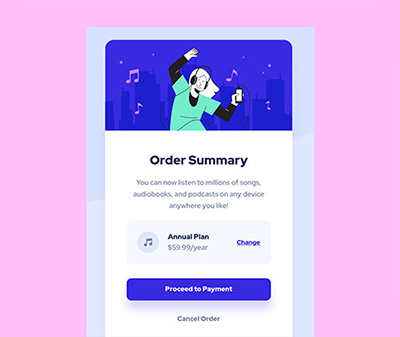 Order Summary
You can now listen to millions of songs,
audiobooks, and podcasts on any device
anywhere you like!
Annual Plan
$59.99/year
Change
Proceed to Payment
Cancel Order